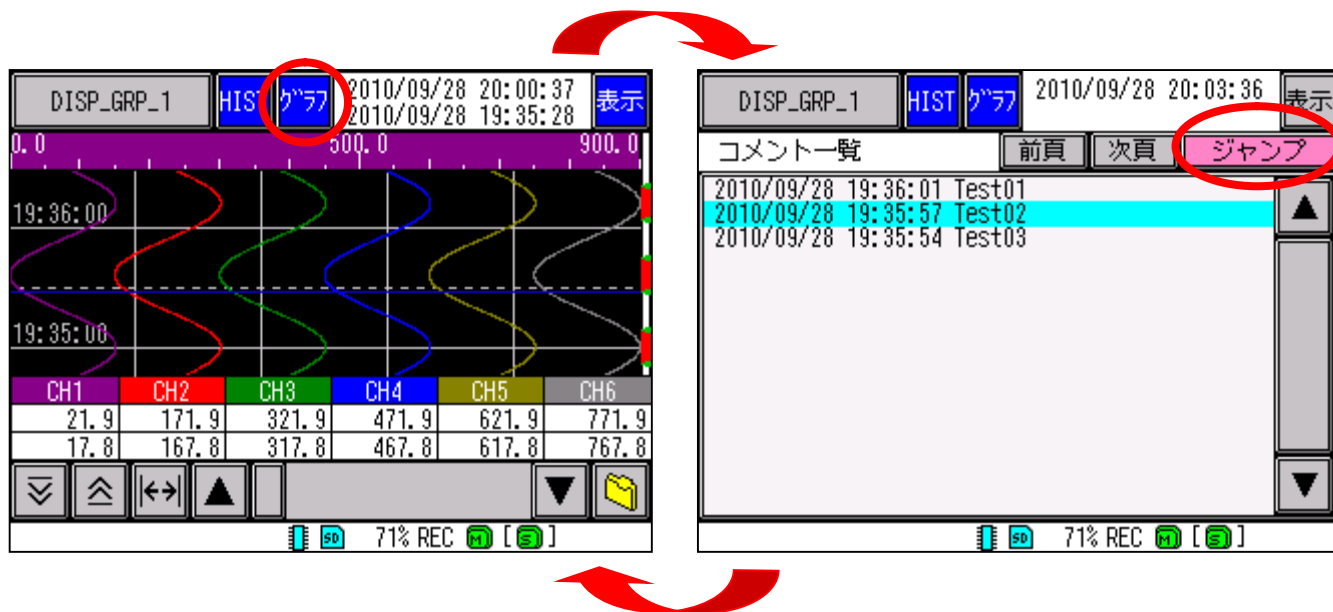 DISP_GRP_1 HIST グラフ 2010/09/28 20:00:37 表示
2010/09/28 19:35:28
0.0 500.0 900.0
19:36:00
19:35:00
CH1 CH2 CH3 CH4 CH5 CH6
21.9 171.9 321.9 471.9 621.9 771.9
17.8 167.8 317.8 467.8 617.8 767.8
SD 71% REC M [S]
DISP_GRP_1 HIST グラフ 2010/09/28 20:03:36 表示
コメント一覧 前頁 次頁 ジャンプ
2010/09/28 19:36:01 Test01
2010/09/28 19:35:57 Test02
2010/09/28 19:35:54 Test03
SD 71% REC M [S]